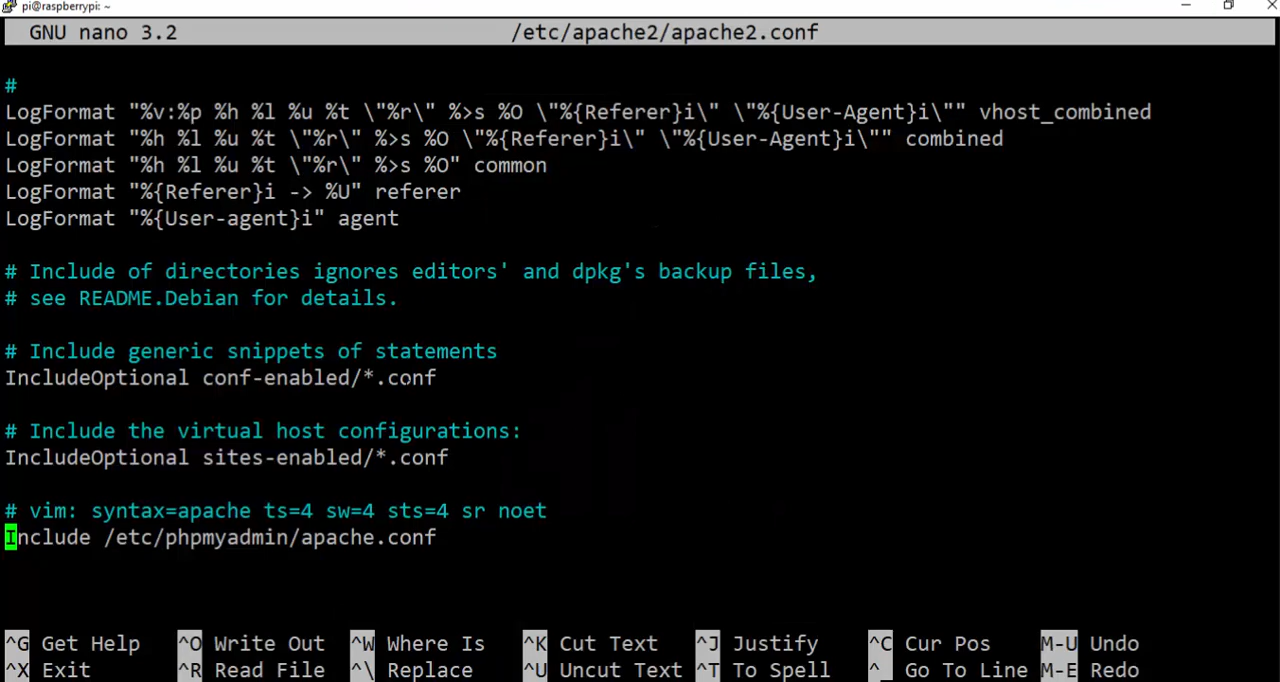 pi@raspberrypi: ~
GNU nano 3.2 /etc/apache2/apache2.conf
#
LogFormat "%v:%p %h %l %u %t \"%r\" %>s %O \"%{Referer}i\" \"%{User-Agent}i\"" vhost_combined
LogFormat "%h %l %u %t \"%r\" %>s %O \"%{Referer}i\" \"%{User-Agent}i\"" combined
LogFormat "%h %l %u %t \"%r\" %>s %O" common
LogFormat "%{Referer}i -> %U" referer
LogFormat "%{User-agent}i" agent
# Include of directories ignores editors' and dpkg's backup files,
# see README.Debian for details.
# Include generic snippets of statements
IncludeOptional conf-enabled/*.conf
# Include the virtual host configurations:
IncludeOptional sites-enabled/*.conf
# vim: syntax=apache ts=4 sw=4 sts=4 sr noet
Include /etc/phpmyadmin/apache.conf
^G Get Help ^O Write Out ^W Where Is ^K Cut Text ^J Justify ^C Cur Pos M-U Undo
^X Exit ^R Read File ^\ Replace ^U Uncut Text ^T To Spell ^_ Go To Line M-E Redo